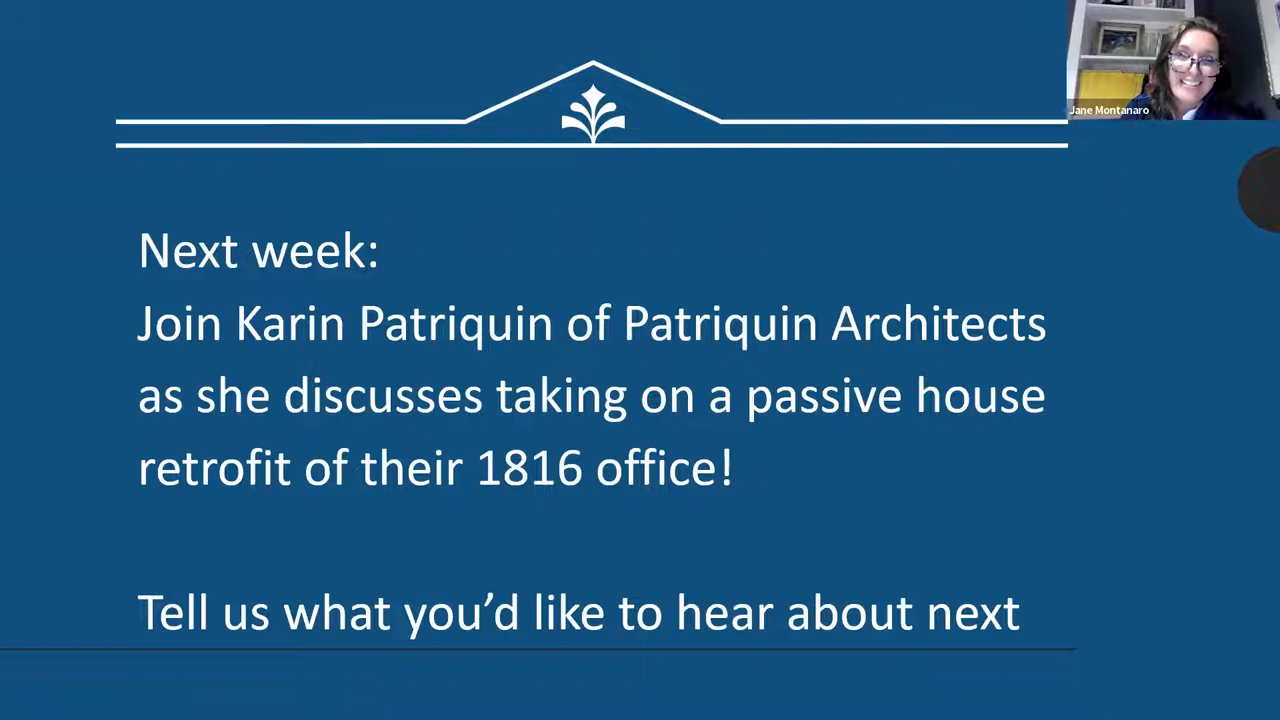 Jane Montanaro
Next week:
Join Karin Patriquin of Patriquin Architects
as she discusses taking on a passive house
retrofit of their 1816 office!
Tell us what you’d like to hear about next